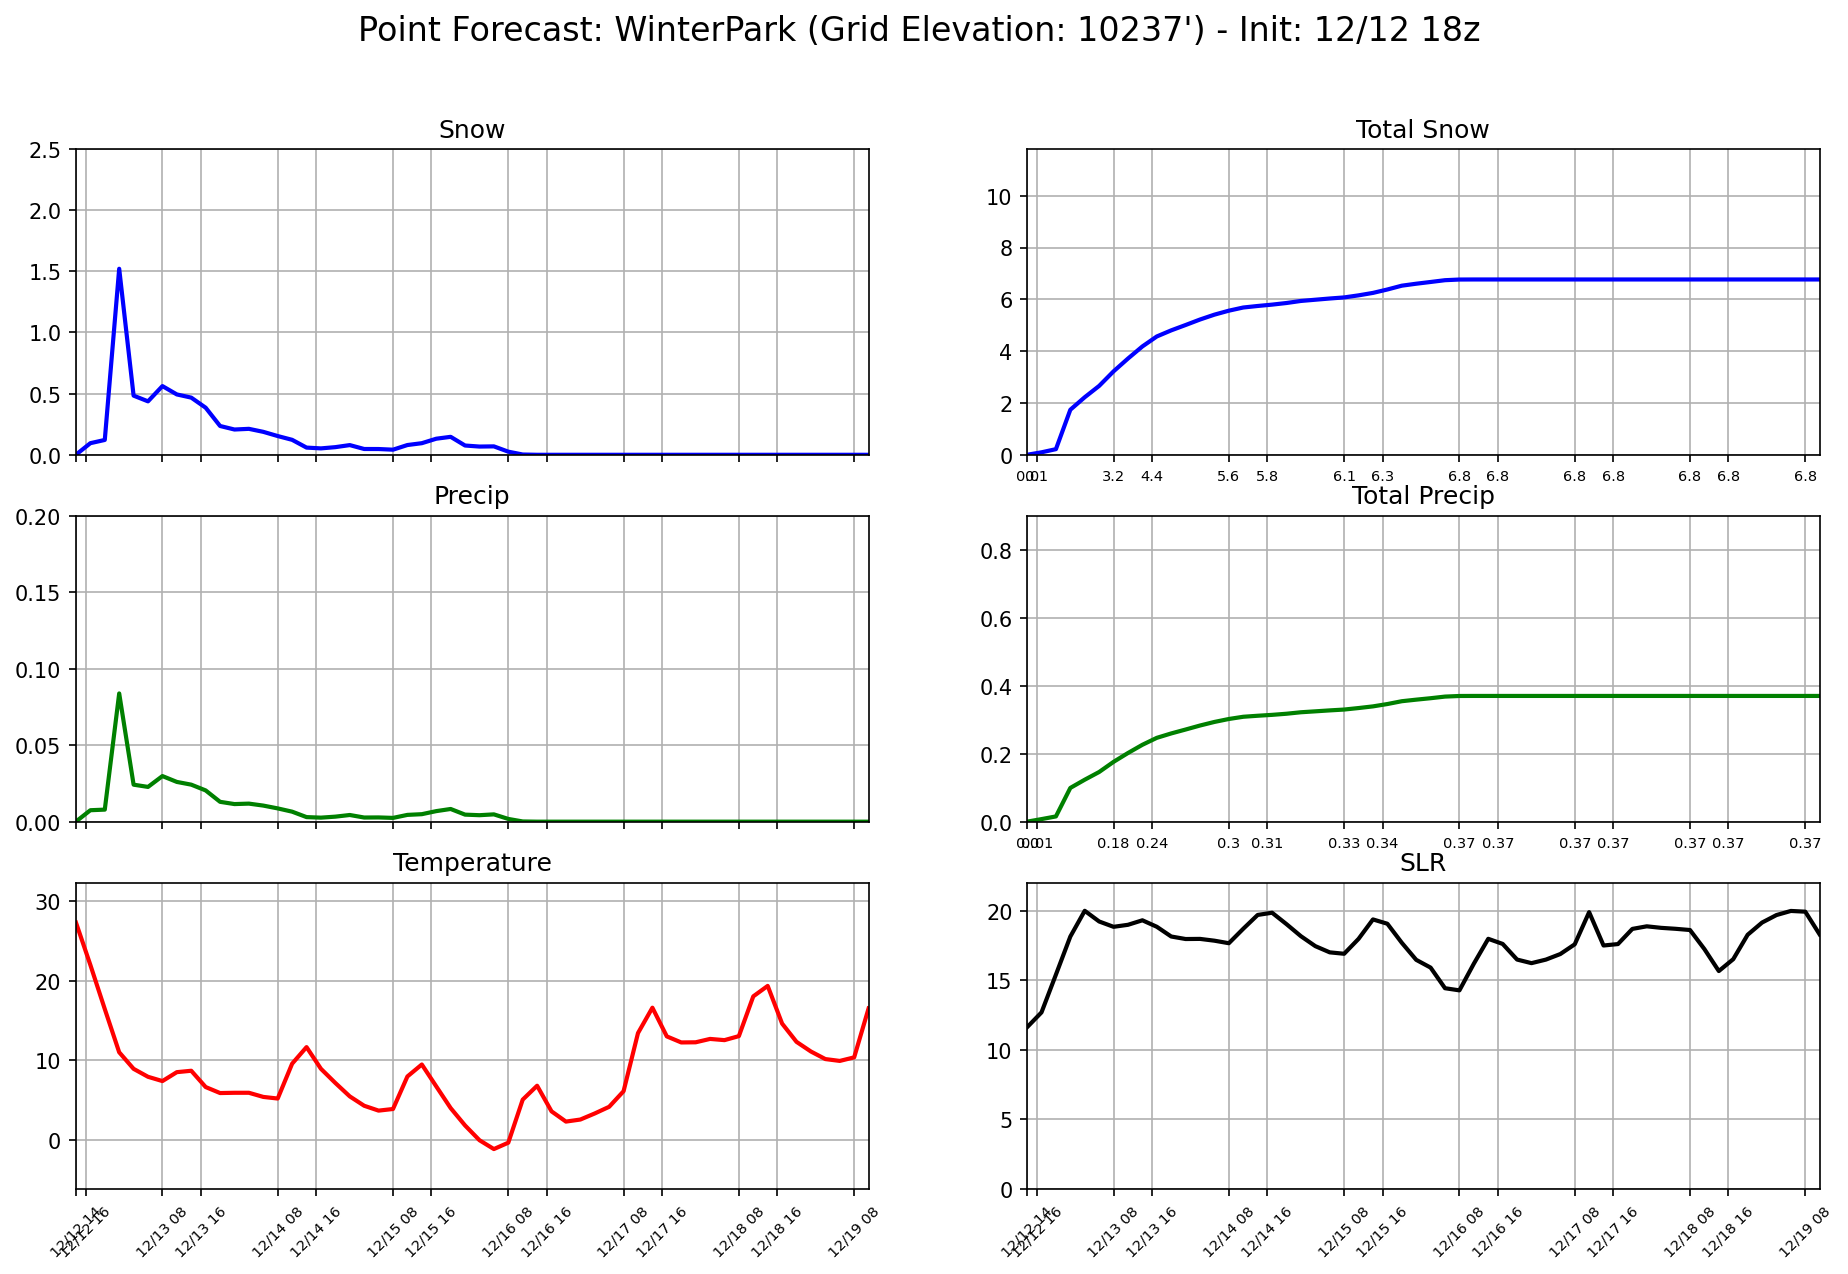 Point Forecast: WinterPark (Grid Elevation: 10237') - Init: 12/12 18z
Snow
2.5
2.0
1.5
1.0
0.5
0.0
Total Snow
10
8
6
4
2
0
3.2 4.4 5.6 5.8 6.1 6.3 6.8 6.8 6.8 6.8 6.8 6.8 6.8
Precip
0.20
0.15
0.10
0.05
0.00
Total Precip
0.8
0.6
0.4
0.2
0.0
0.18 0.24 0.3 0.31 0.33 0.34 0.37 0.37 0.37 0.37 0.37 0.37 0.37
Temperature
30
20
10
0
12/12 16 12/13 08 12/13 16 12/14 08 12/14 16 12/15 08 12/15 16 12/16 08 12/16 16 12/17 08 12/17 16 12/18 08 12/18 16 12/19 08
SLR
20
15
10
5
0
12/12 16 12/13 08 12/13 16 12/14 08 12/14 16 12/15 08 12/15 16 12/16 08 12/16 16 12/17 08 12/17 16 12/18 08 12/18 16 12/19 08